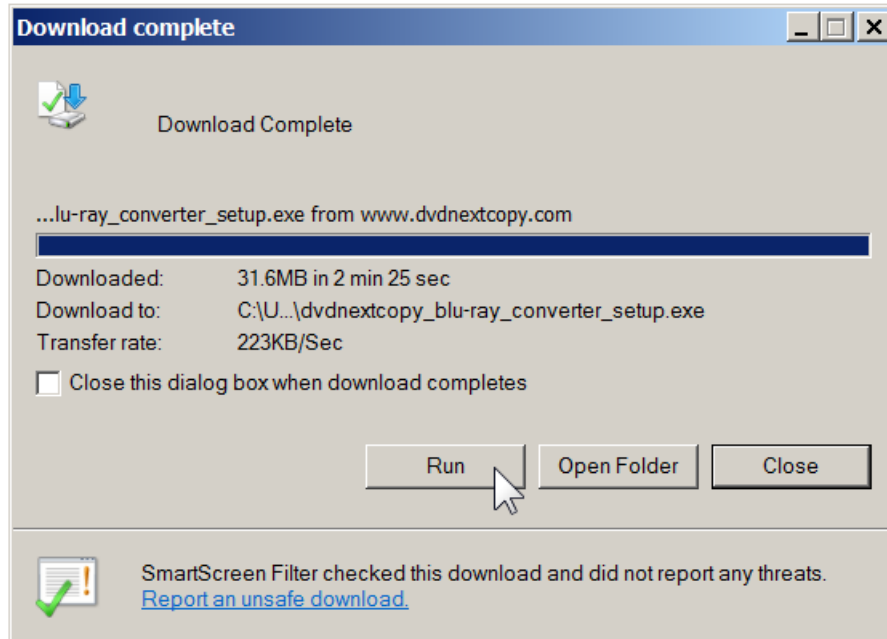 Download complete
Download Complete
...lu-ray_converter_setup.exe from www.dvdnextcopy.com
Downloaded: 31.6MB in 2 min 25 sec
Download to: C:\U...\dvdnextcopy_blu-ray_converter_setup.exe
Transfer rate: 223KB/Sec
Close this dialog box when download completes
Run Open Folder Close
SmartScreen Filter checked this download and did not report any threats.
Report an unsafe download.